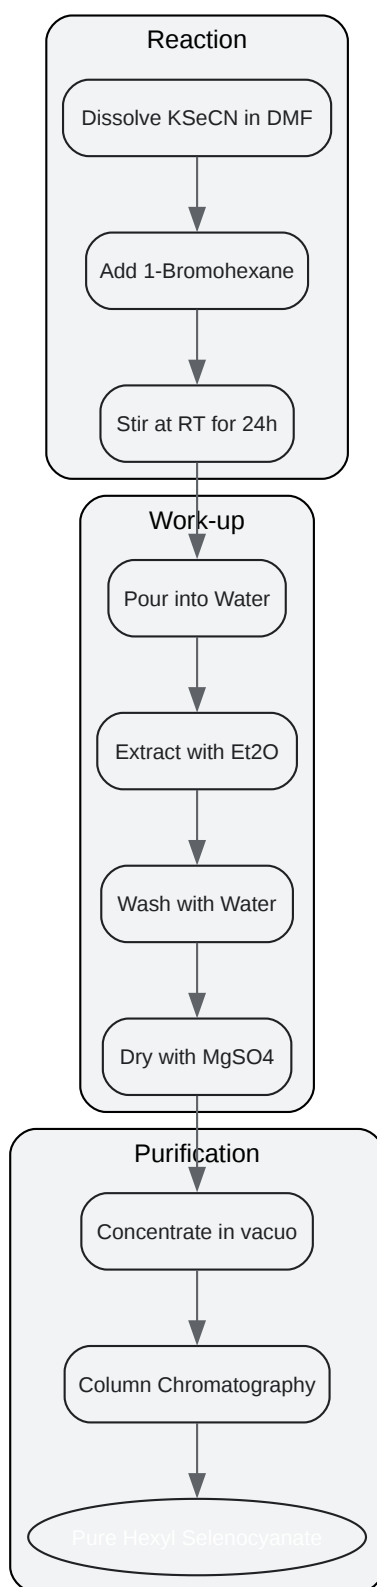 Reaction
Dissolve KSeCN in DMF
Add 1-Bromohexane
Stir at RT for 24h
Work-up
Pour into Water
Extract with Et2O
Wash with Water
Dry with MgSO4
Purification
Concentrate in vacuo
Column Chromatography
Pure Hexyl Selenocyanate